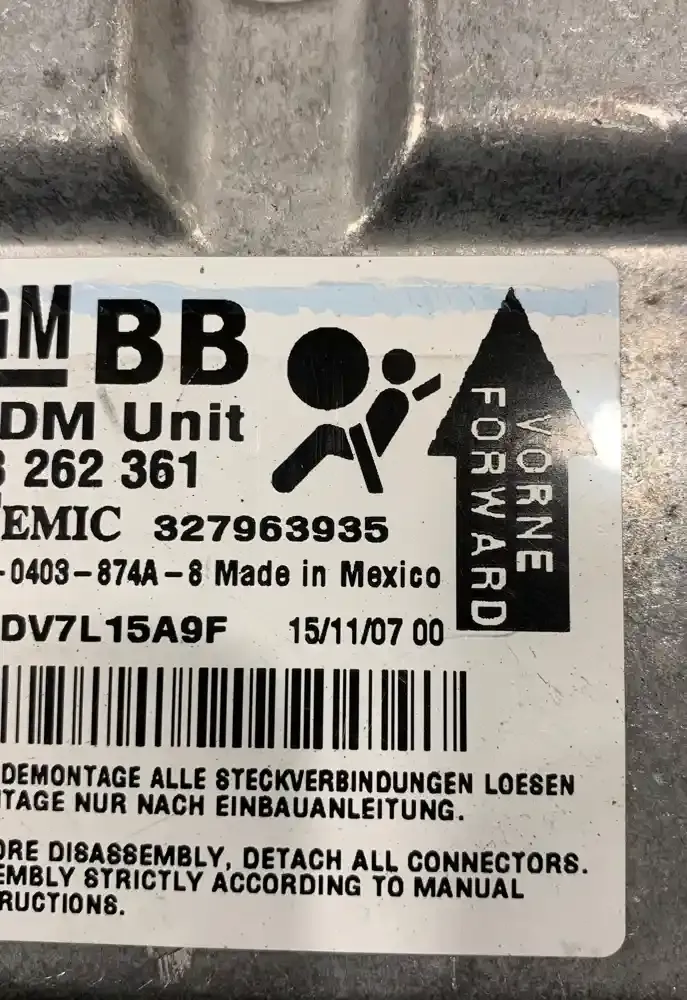 GM BB
DM Unit
262 361
EMIC 327963935
-0403-874A-8 Made in Mexico
DV7L15A9F 15/11/07 00
VORNE
FORWARD
DEMONTAGE ALLE STECKVERBINDUNGEN LOESEN
TAGE NUR NACH EINBAUANLEITUNG.
ORE DISASSEMBLY, DETACH ALL CONNECTORS.
EMBLY STRICTLY ACCORDING TO MANUAL
RUCTIONS.